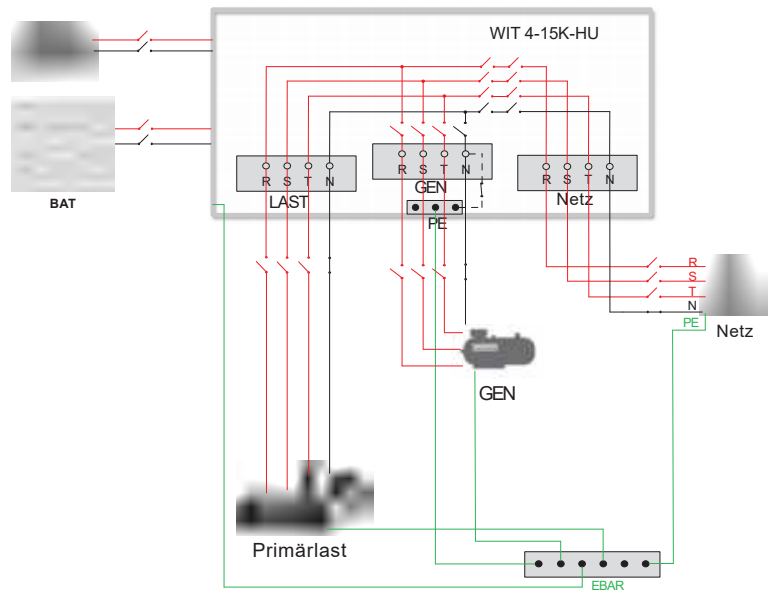 WIT 4-15K-HU
BAT
R S T N
LAST
R S T N
GEN
PE
R S T N
Netz
R
S
T
N
PE
Netz
GEN
Primärlast
EBAR